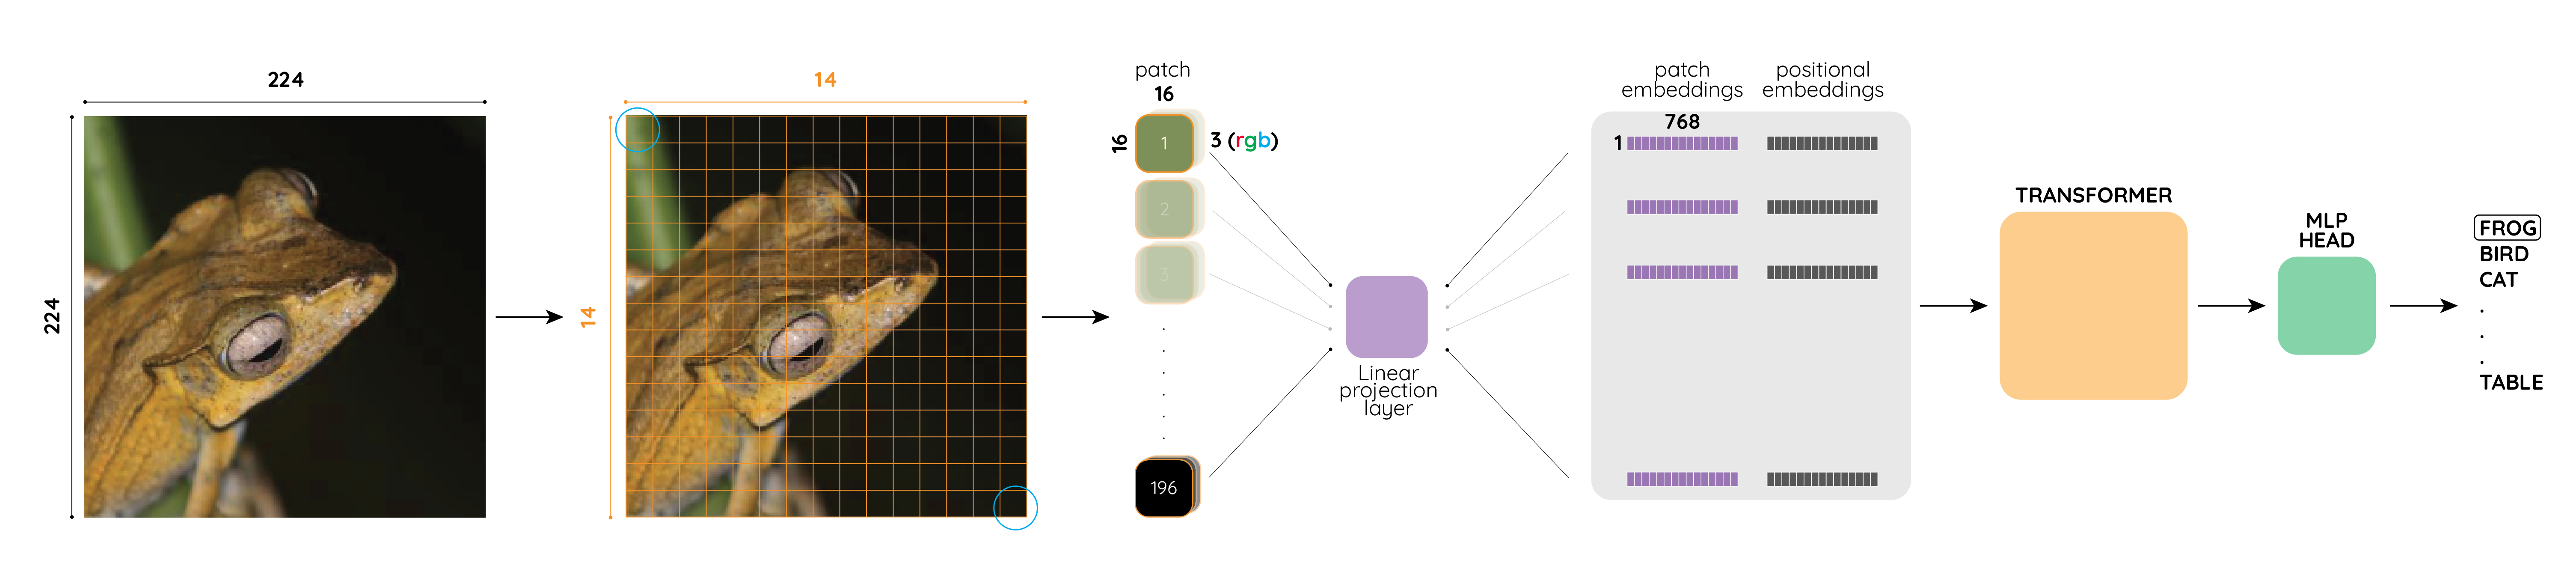 224
224
14
14
patch
16
16
3 (rgb)
1
2
3
196
Linear
projection
layer
patch
embeddings
positional
embeddings
768
1
TRANSFORMER
MLP
HEAD
FROG
BIRD
CAT
.
.
.
TABLE